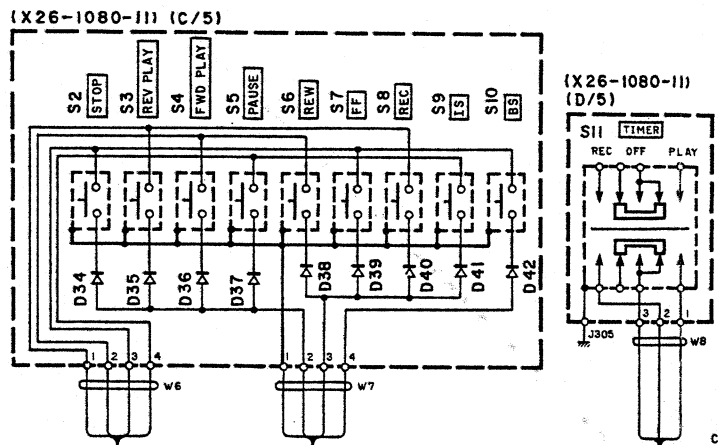 (X26-1080-11) (C/5)
S2 STOP
S3 REV PLAY
S4 FWD PLAY
S5 PAUSE
S6 REW
S7 FF
S8 REC
S9 IS
S10 BS
D34
D35
D36
D37
D38
D39
D40
D41
D42
1 2 3 4
W6
1 2 3 4
W7
(X26-1080-11)
(D/5)
S11 TIMER
REC OFF PLAY
J305
3 2 1
W8
C